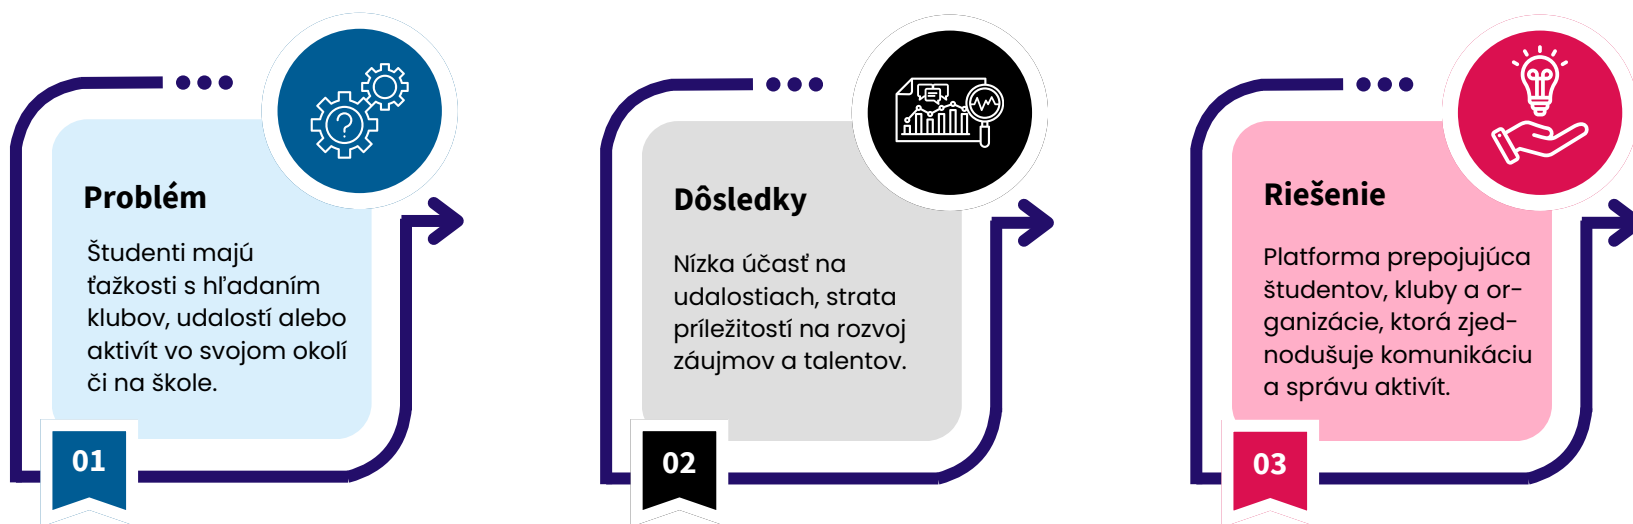 Problém
Študenti majú
ťažkosti s hľadaním
klubov, udalostí alebo
aktivít vo svojom okolí
či na škole.
01
Dôsledky
Nízka účasť na
udalostiach, strata
príležitostí na rozvoj
záujmov a talentov.
02
Riešenie
Platforma prepojujúca
študentov, kluby a or-
ganizácie, ktorá zjed-
nodušuje komunikáciu
a správu aktivít.
03